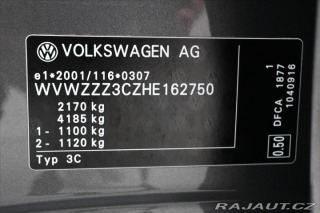 VOLKSWAGEN AG
e1*2001/116*0307
WVWZZZ3CZHE162750
2170 kg
4185 kg
1- 1100 kg
2- 1120 kg
Typ 3C
0.50
DFCA 1877
1
1040916
RAJAUT.CZ